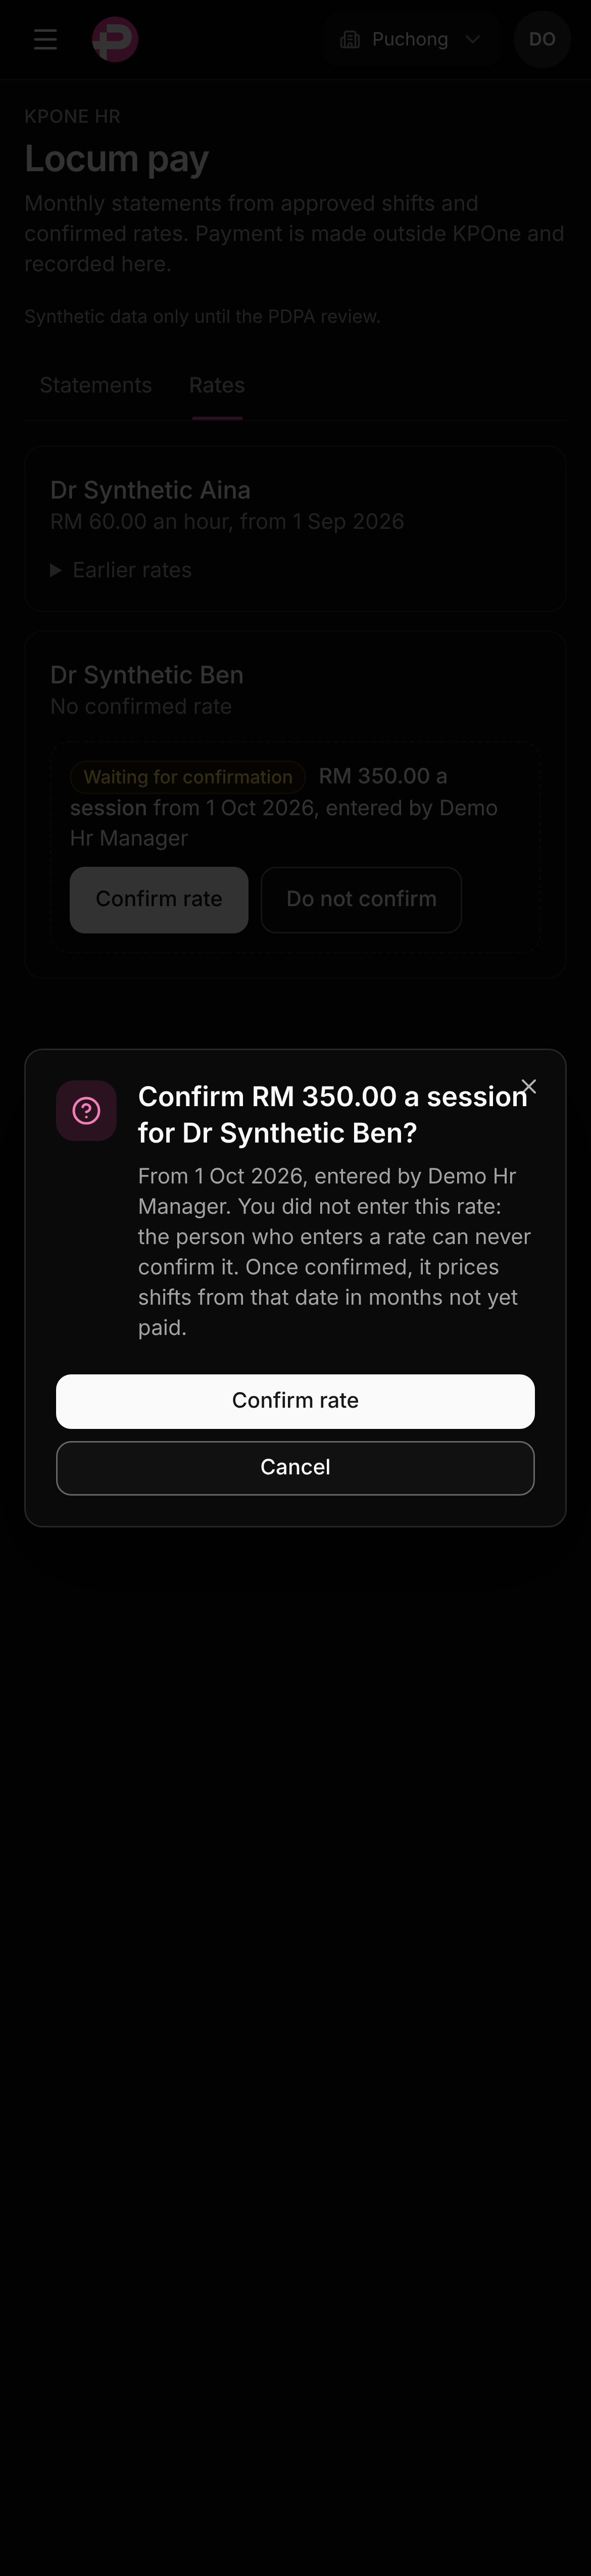 Puchong
DO
KPONE HR
Locum pay
Monthly statements from approved shifts and
confirmed rates. Payment is made outside KPOne and
recorded here.
Synthetic data only until the PDPA review.
Statements
Rates
Dr Synthetic Aina
RM 60.00 an hour, from 1 Sep 2026
Earlier rates
Dr Synthetic Ben
No confirmed rate
Waiting for confirmation RM 350.00 a
session from 1 Oct 2026, entered by Demo
Hr Manager
Confirm rate
Do not confirm
Confirm RM 350.00 a session
for Dr Synthetic Ben?
From 1 Oct 2026, entered by Demo Hr
Manager. You did not enter this rate:
the person who enters a rate can never
confirm it. Once confirmed, it prices
shifts from that date in months not yet
paid.
Confirm rate
Cancel